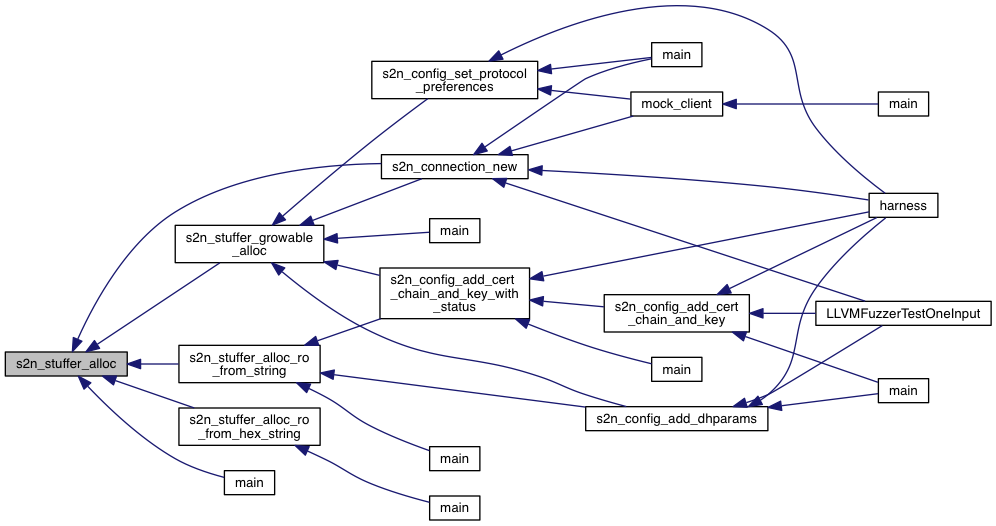 s2n_config_set_protocol
_preferences
main
mock_client
main
s2n_connection_new
harness
s2n_stuffer_growable
_alloc
main
s2n_config_add_cert
_chain_and_key_with
_status
s2n_config_add_cert
_chain_and_key
LLVMFuzzerTestOneInput
s2n_stuffer_alloc
s2n_stuffer_alloc_ro
_from_string
main
main
s2n_config_add_dhparams
s2n_stuffer_alloc_ro
_from_hex_string
main
main
main